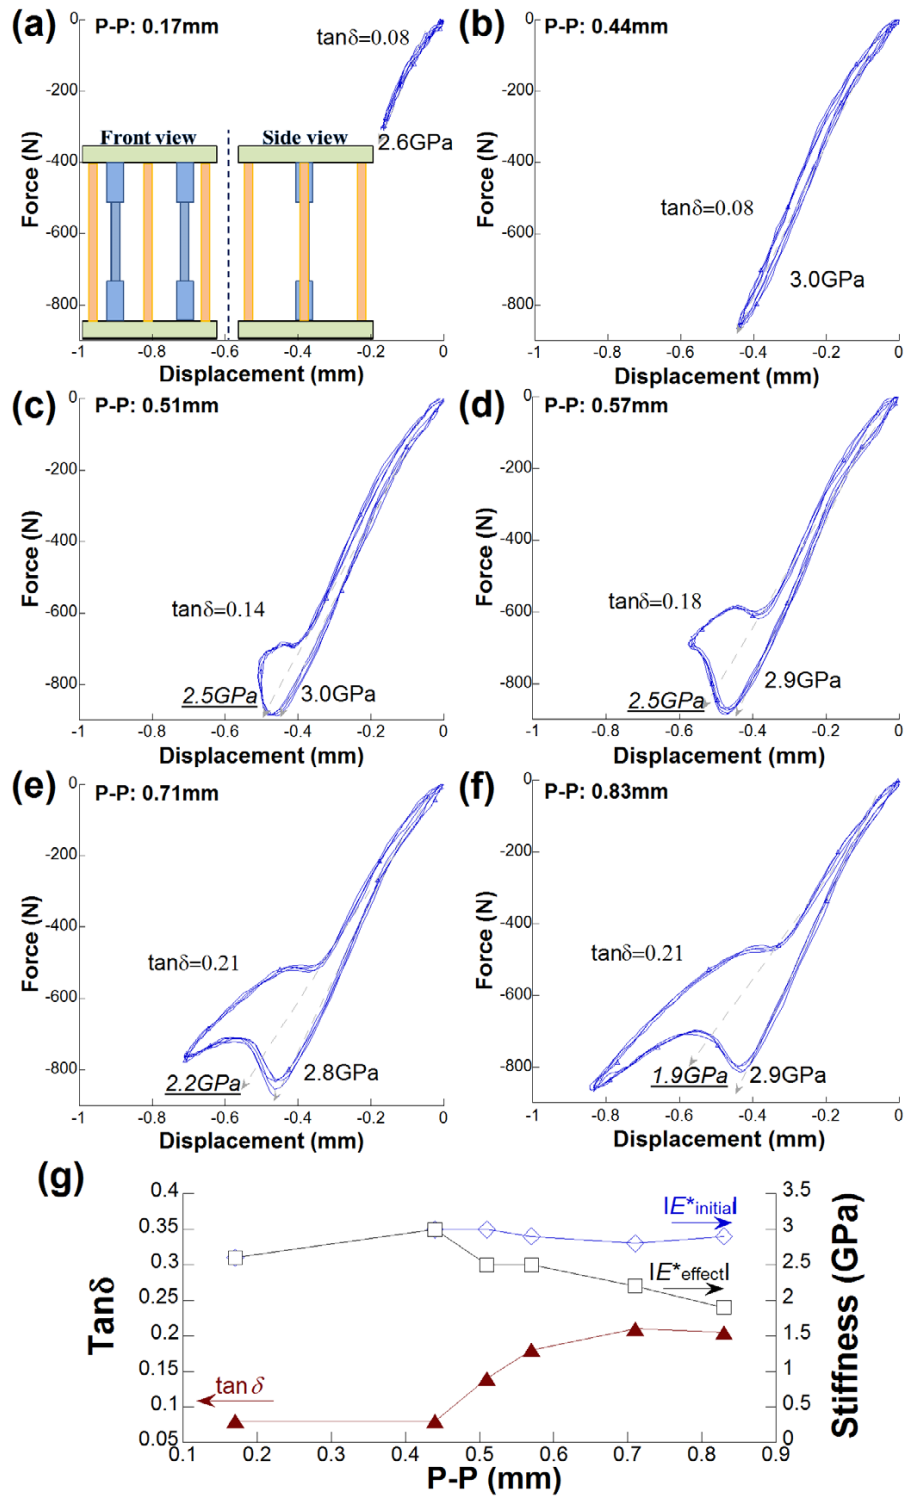 (a)
P-P: 0.17mm
tanδ=0.08
2.6GPa
Front view
Side view
0
-200
-400
-600
-800
Force (N)
-1
-0.8
-0.6
-0.4
-0.2
0
Displacement (mm)
(b)
P-P: 0.44mm
tanδ=0.08
3.0GPa
0
-200
-400
-600
-800
Force (N)
-1
-0.8
-0.6
-0.4
-0.2
0
Displacement (mm)
(c)
P-P: 0.51mm
tanδ=0.14
2.5GPa
3.0GPa
0
-200
-400
-600
-800
Force (N)
-1
-0.8
-0.6
-0.4
-0.2
0
Displacement (mm)
(d)
P-P: 0.57mm
tanδ=0.18
2.5GPa
2.9GPa
0
-200
-400
-600
-800
Force (N)
-1
-0.8
-0.6
-0.4
-0.2
0
Displacement (mm)
(e)
P-P: 0.71mm
tanδ=0.21
2.2GPa
2.8GPa
0
-200
-400
-600
-800
Force (N)
-1
-0.8
-0.6
-0.4
-0.2
0
Displacement (mm)
(f)
P-P: 0.83mm
tanδ=0.21
1.9GPa
2.9GPa
0
-200
-400
-600
-800
Force (N)
-1
-0.8
-0.6
-0.4
-0.2
0
Displacement (mm)
(g)
0.4
0.35
0.3
0.25
0.2
0.15
0.1
0.05
Tanδ
|E*initial|
|E*effect|
tan δ
3.5
3
2.5
2
1.5
1
0.5
0
Stiffness (GPa)
0.1
0.2
0.3
0.4
0.5
0.6
0.7
0.8
0.9
P-P (mm)